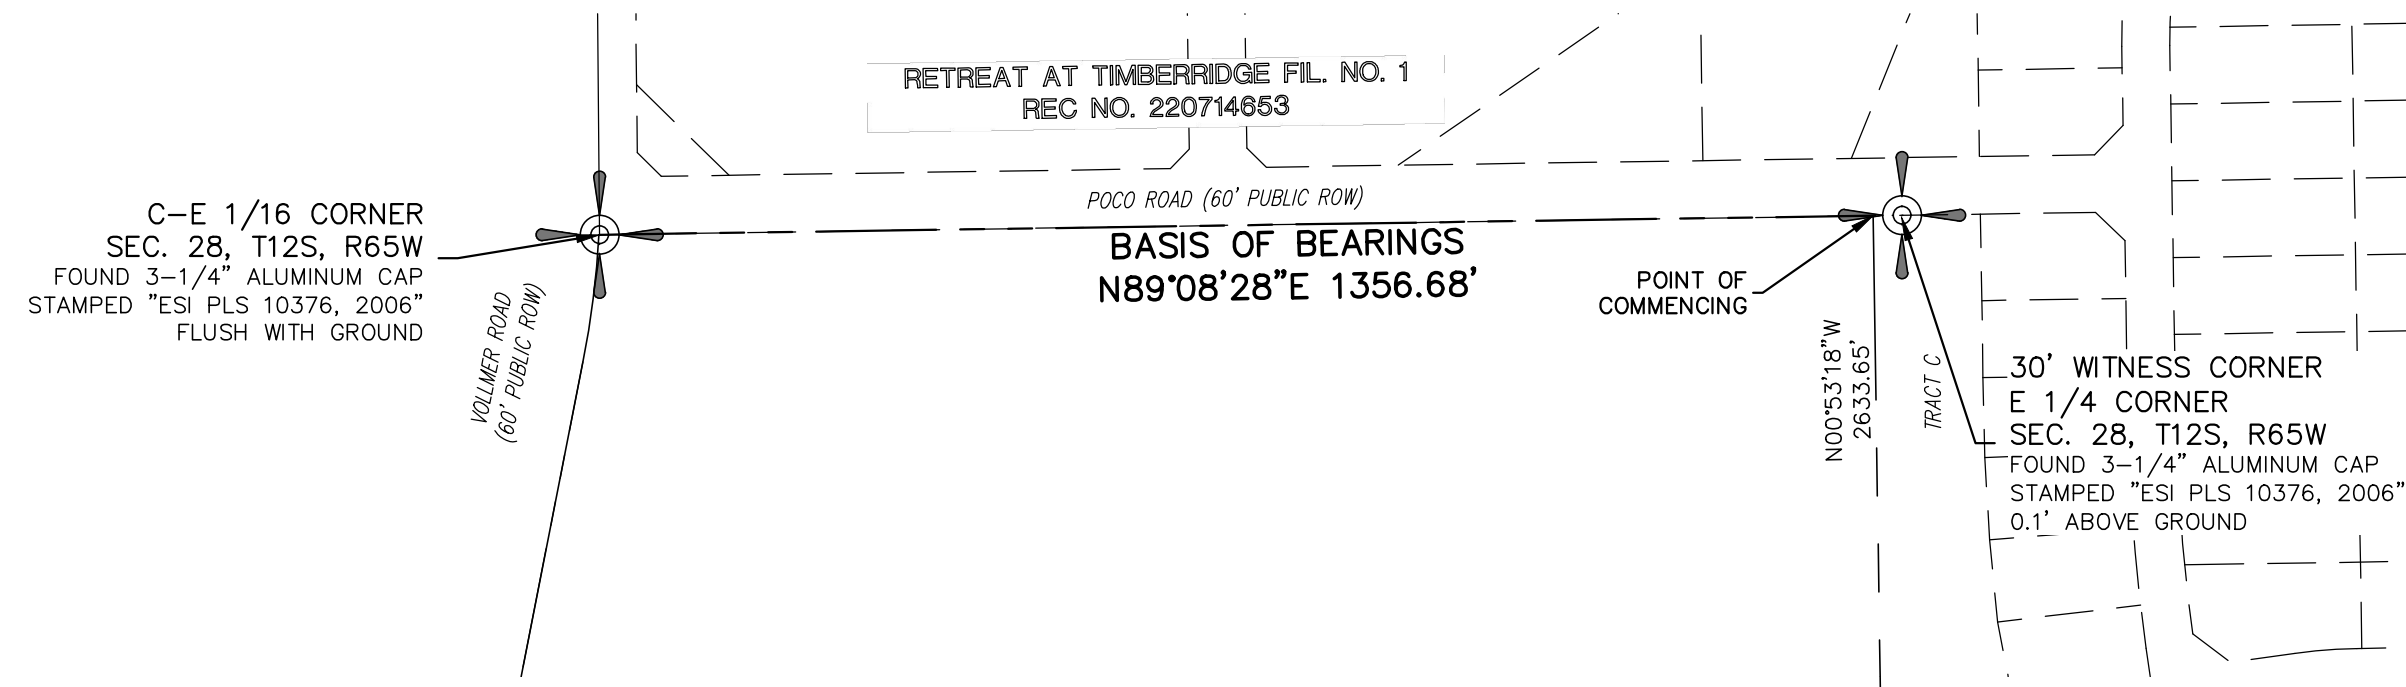 RETREAT AT TIMBERRIDGE FIL. NO. 1
REC NO. 220714653
POCO ROAD (60' PUBLIC ROW)
BASIS OF BEARINGS
N89°08'28"E 1356.68'
C-E 1/16 CORNER
SEC. 28, T12S, R65W
FOUND 3-1/4" ALUMINUM CAP
STAMPED "ESI PLS 10376, 2006"
FLUSH WITH GROUND
VOLLMER ROAD
(60' PUBLIC ROW)
POINT OF
COMMENCING
N00°53'18"W
2633.65'
TRACT C
30' WITNESS CORNER
E 1/4 CORNER
SEC. 28, T12S, R65W
FOUND 3-1/4" ALUMINUM CAP
STAMPED "ESI PLS 10376, 2006"
0.1' ABOVE GROUND